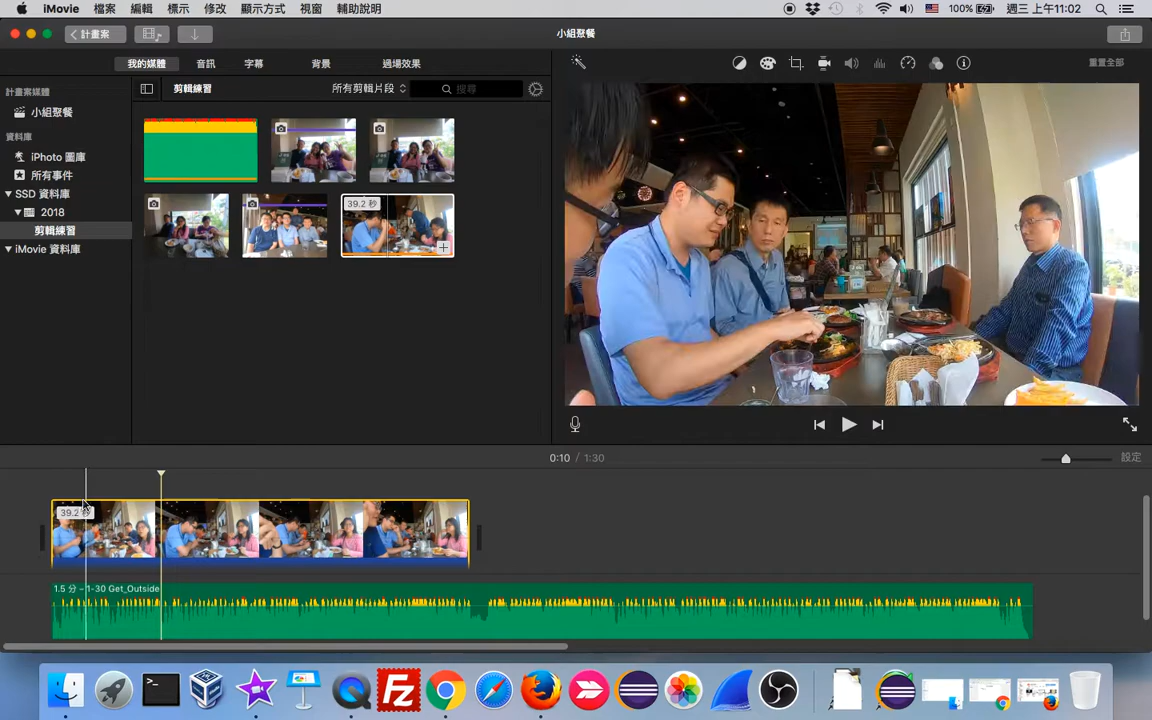 iMovie 檔案 編輯 標示 修改 顯示方式 視窗 輔助說明 100% 週三 上午11:02
計畫案 小組聚餐
我的媒體 音訊 字幕 背景 過場效果 重置全部
計畫案媒體 剪輯練習 所有剪輯片段 搜尋
小組聚餐
資料庫
iPhoto 圖庫
所有事件
SSD 資料庫
2018 39.2 秒
剪輯練習
iMovie 資料庫
0:10 / 1:30 設定
39.2 秒
1.5 分 – 1-30 Get_Outside